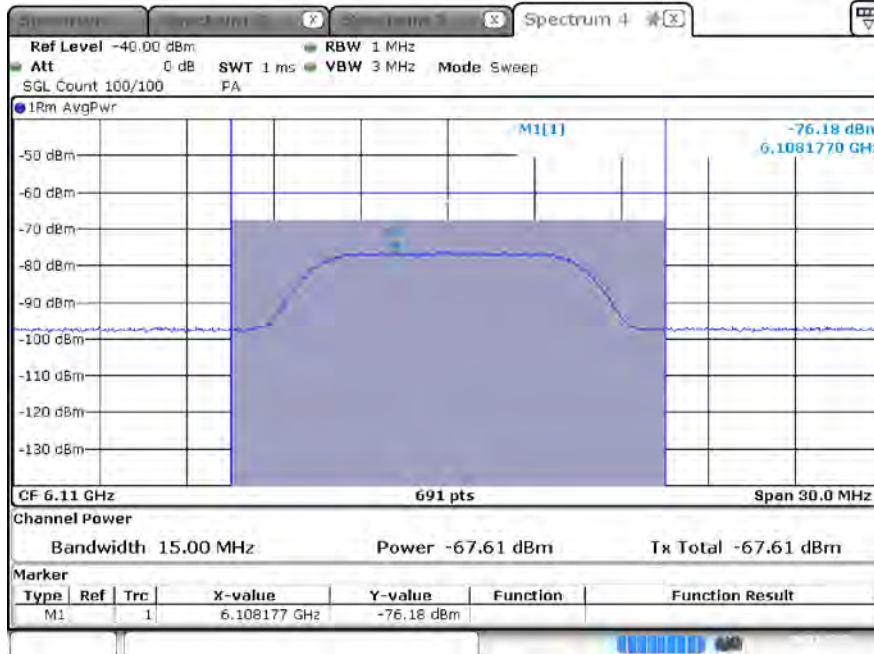 Spectrum 4
Ref Level -40.00 dBm RBW 1 MHz
Att 0 dB SWT 1 ms VBW 3 MHz Mode Sweep
SGL Count 100/100 PA
1Rm AvgPwr
M1[1] -76.18 dBm
6.1081770 GHz
-50 dBm
-60 dBm
-70 dBm
-80 dBm
-90 dBm
-100 dBm
-110 dBm
-120 dBm
-130 dBm
CF 6.11 GHz 691 pts Span 30.0 MHz
Channel Power
Bandwidth 15.00 MHz Power -67.61 dBm Tx Total -67.61 dBm
Marker
Type Ref Trc X-value Y-value Function Function Result
M1 1 6.108177 GHz -76.18 dBm